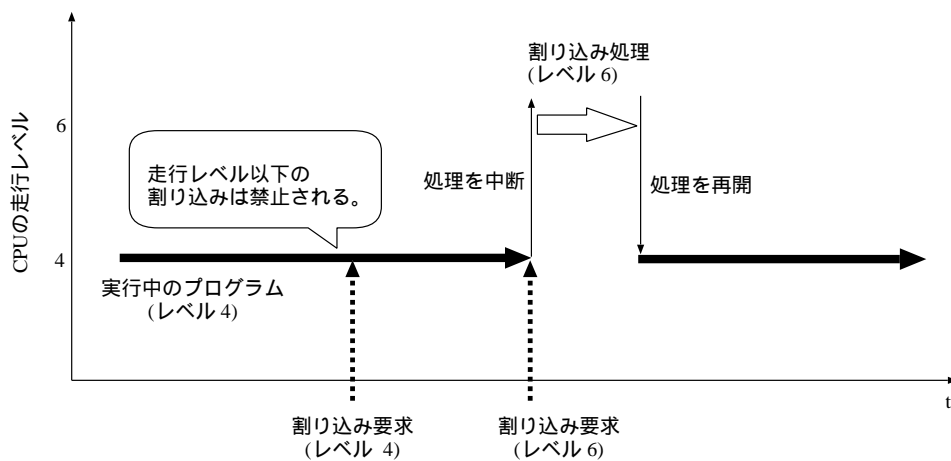 割り込み処理
(レベル 6)
CPUの走行レベル
6
走行レベル以下の
割り込みは禁止される。
処理を中断
処理を再開
4
実行中のプログラム
(レベル 4)
t
割り込み要求
(レベル 4)
割り込み要求
(レベル 6)